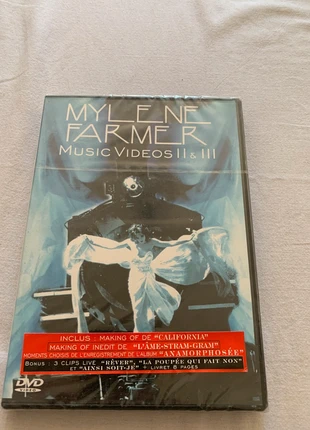 MYLENE
FARMER
MUSIC VIDEOS II & III
INCLUS : MAKING OF DE "CALIFORNIA"
MAKING OF INEDIT DE "L'ÂME-STRAM-GRAM"
MOMENTS CHOISIS DE L'ENREGISTREMENT DE L'ALBUM "ANAMORPHOSÉE"
BONUS : 3 CLIPS LIVE "RÊVER", "LA POUPÉE QUI FAIT NON"
ET "AINSI SOIT-JE" + LIVRET 8 PAGES
DVD
VIDEO